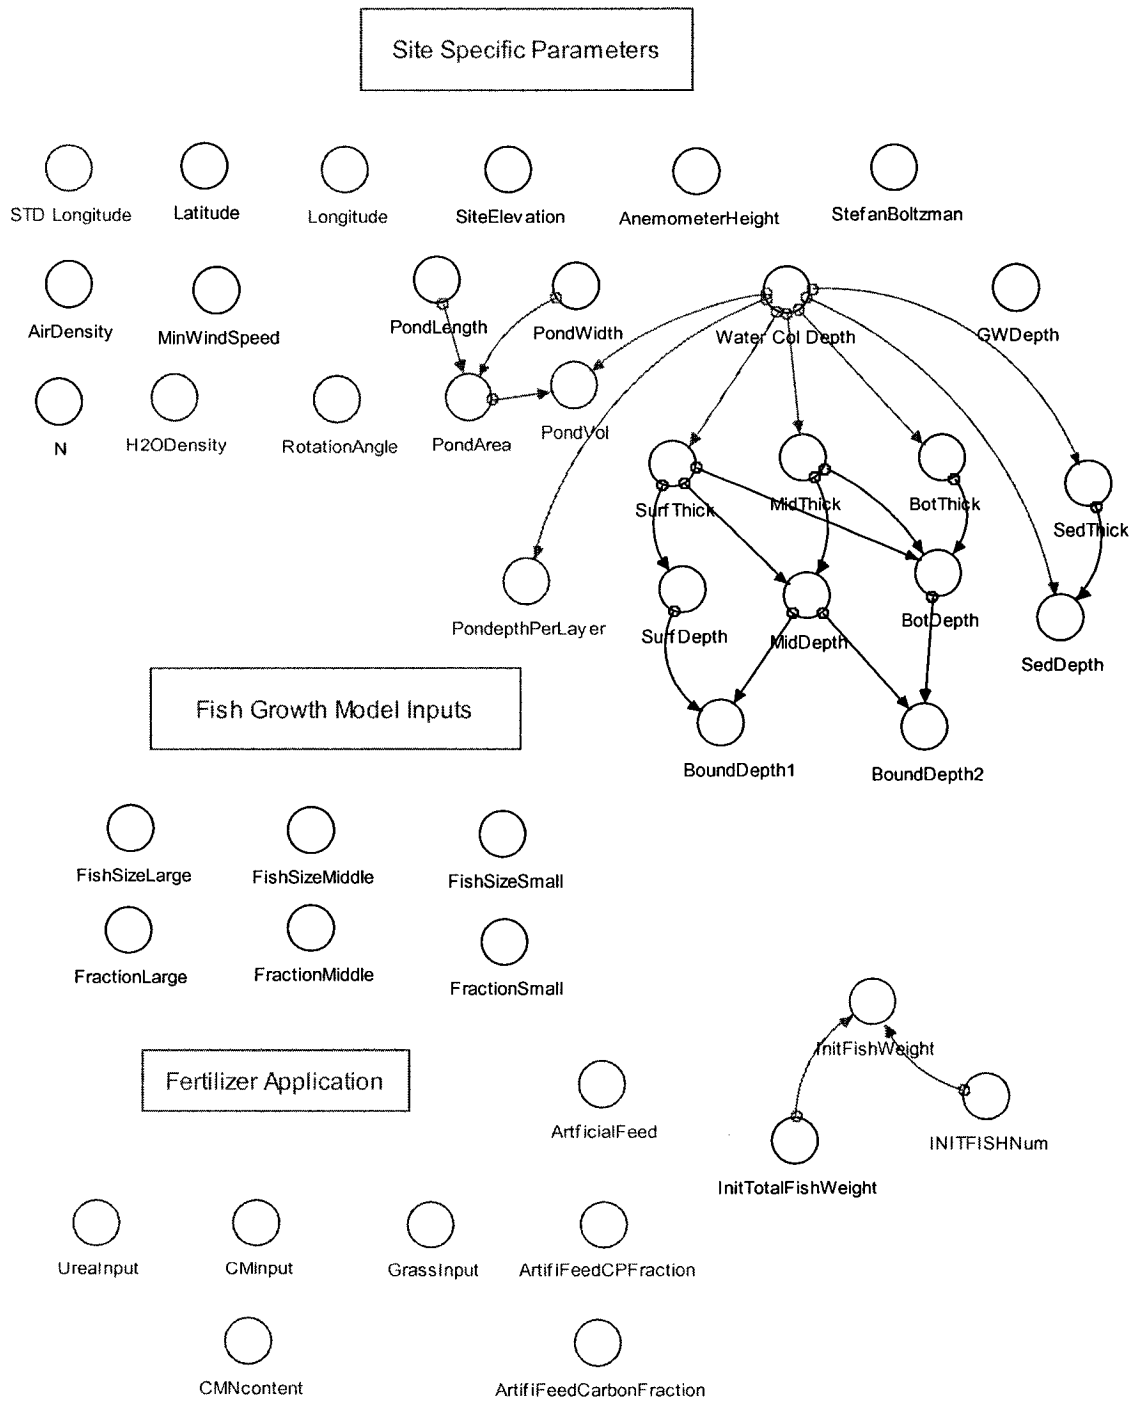 Site Specific Parameters
STD Longitude
Latitude
Longitude
SiteElevation
AnemometerHeight
StefanBoltzman
AirDensity
MinWindSpeed
PondLength
PondWidth
Water Col Depth
GWDepth
N
H2ODensity
RotationAngle
PondArea
PondVol
SurfThick
MidThick
BotThick
SedThick
PondepthPerLayer
SurfDepth
MidDepth
BotDepth
SedDepth
Fish Growth Model Inputs
BoundDepth1
BoundDepth2
FishSizeLarge
FishSizeMiddle
FishSizeSmall
FractionLarge
FractionMiddle
FractionSmall
InitFishWeight
Fertilizer Application
ArtficialFeed
INITFISHNum
InitTotalFishWeight
UreaInput
CMInput
GrassInput
ArtifiFeedCPFraction
CMNcontent
ArtifiFeedCarbonFraction